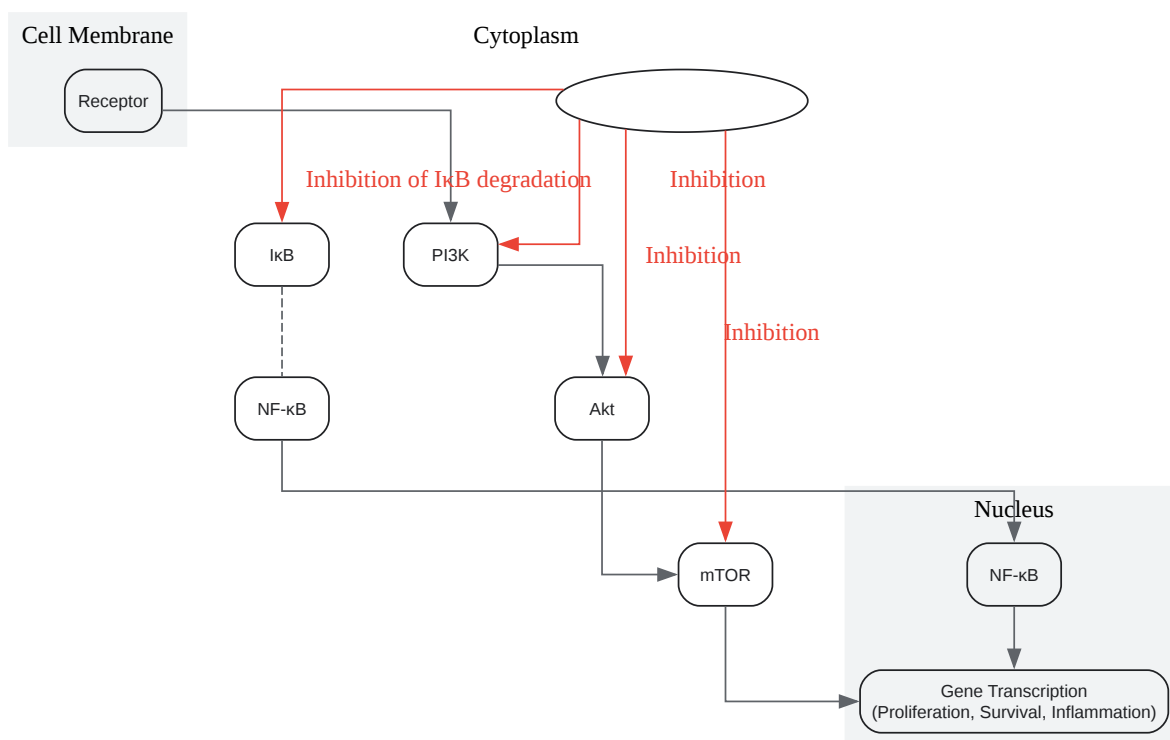 Cell Membrane
Cytoplasm
Receptor
Inhibition of IκB degradation
Inhibition
IκB
PI3K
Inhibition
Inhibition
NF-κB
Akt
Nucleus
mTOR
NF-κB
Gene Transcription
(Proliferation, Survival, Inflammation)